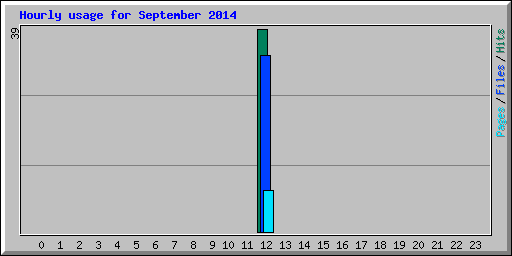 Hourly usage for September 2014
39
Pages/Files/Hits
0 1 2 3 4 5 6 7 8 9 10 11 12 13 14 15 16 17 18 19 20 21 22 23